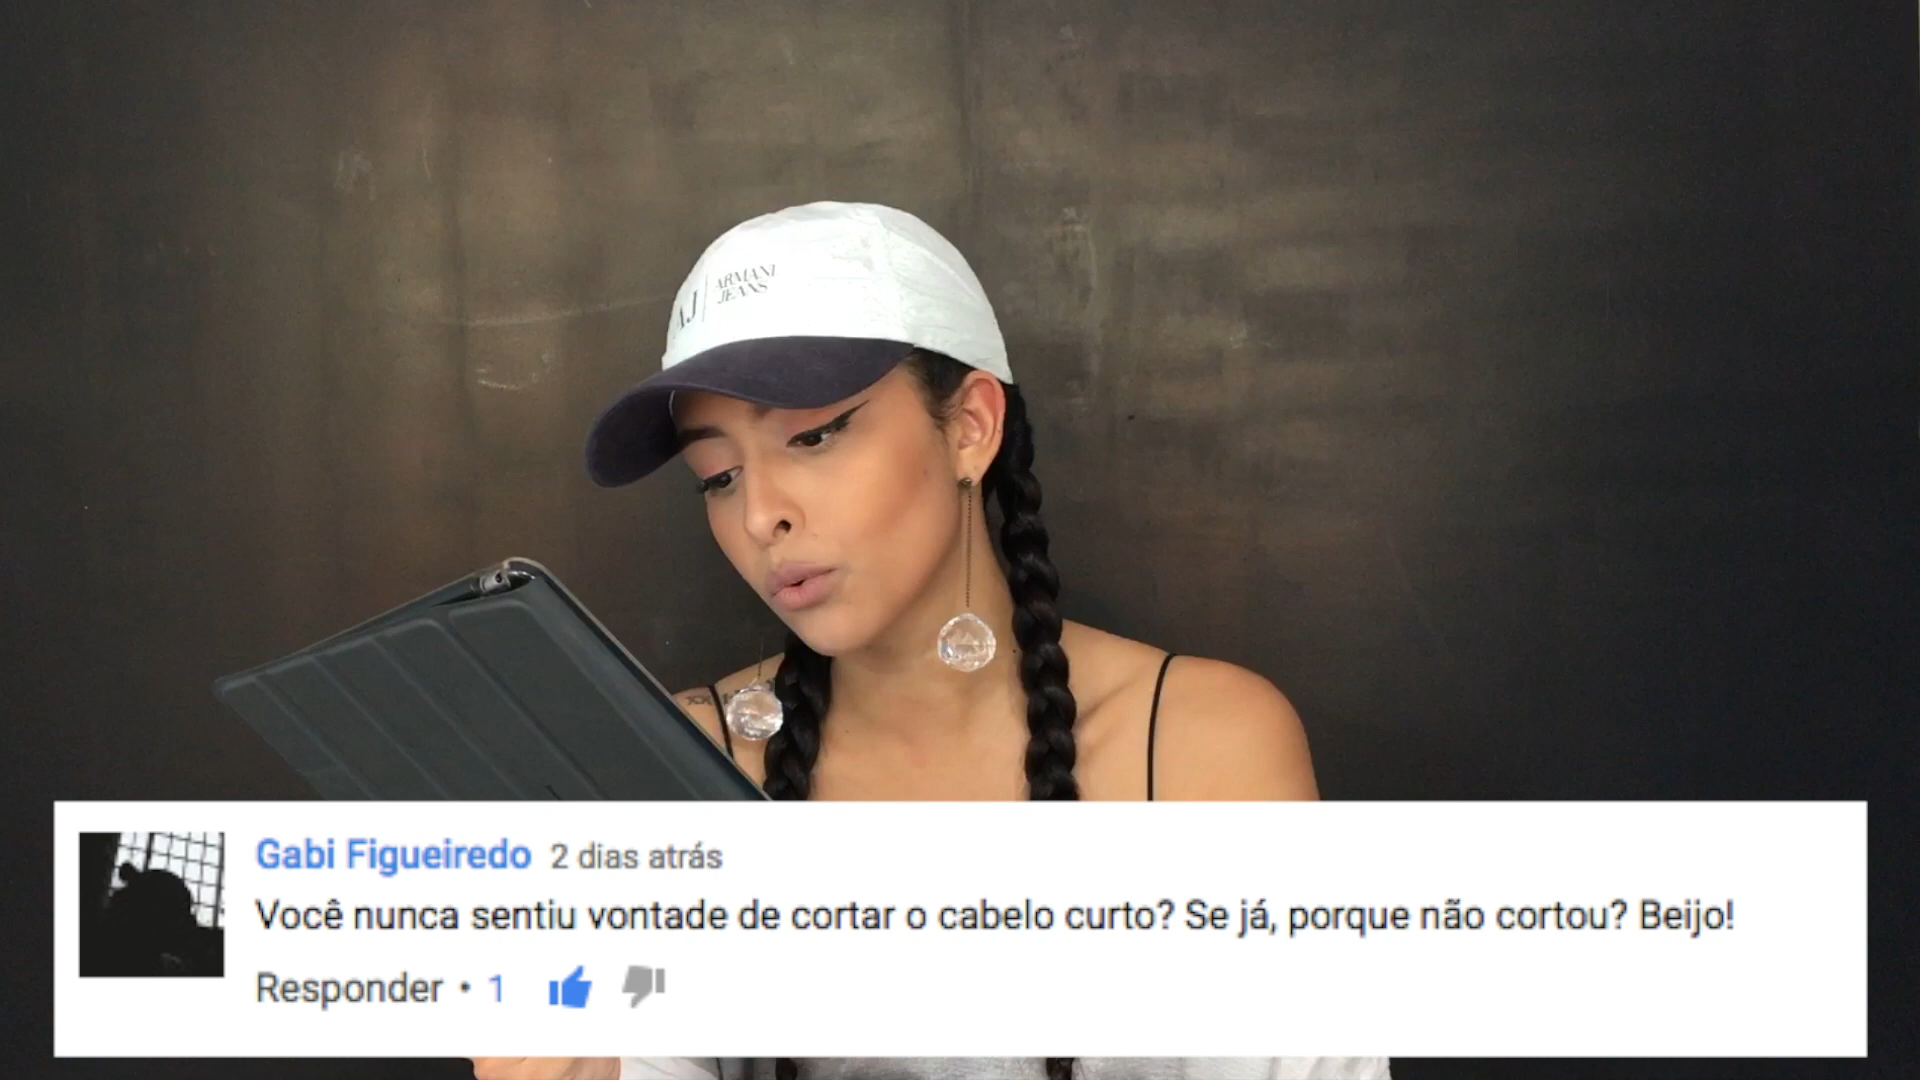 AJ
ARMANI
JEANS
Gabi Figueiredo 2 dias atrás
Você nunca sentiu vontade de cortar o cabelo curto? Se já, porque não cortou? Beijo!
Responder • 1